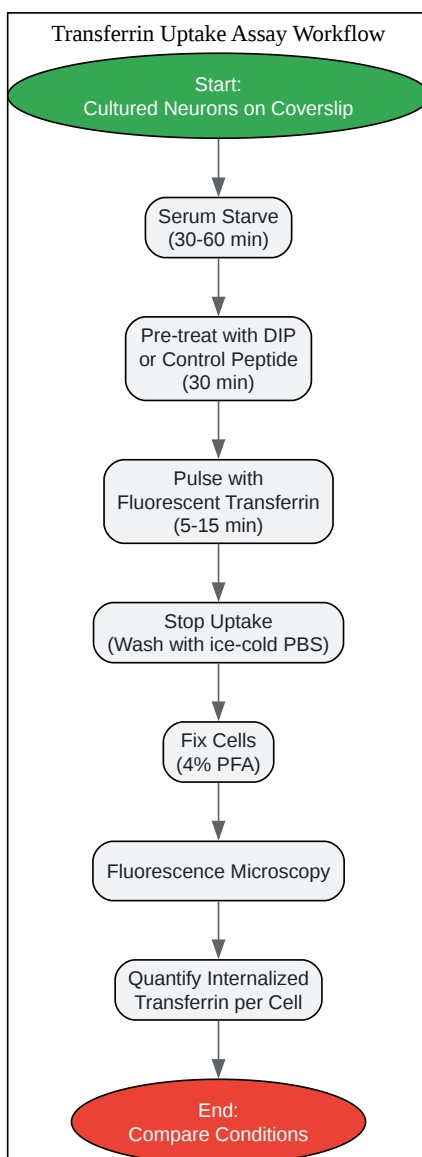 Transferrin Uptake Assay Workflow
Start:
Cultured Neurons on Coverslip
Serum Starve
(30-60 min)
Pre-treat with DIP
or Control Peptide
(30 min)
Pulse with
Fluorescent Transferrin
(5-15 min)
Stop Uptake
(Wash with ice-cold PBS)
Fix Cells
(4% PFA)
Fluorescence Microscopy
Quantify Internalized
Transferrin per Cell
End:
Compare Conditions